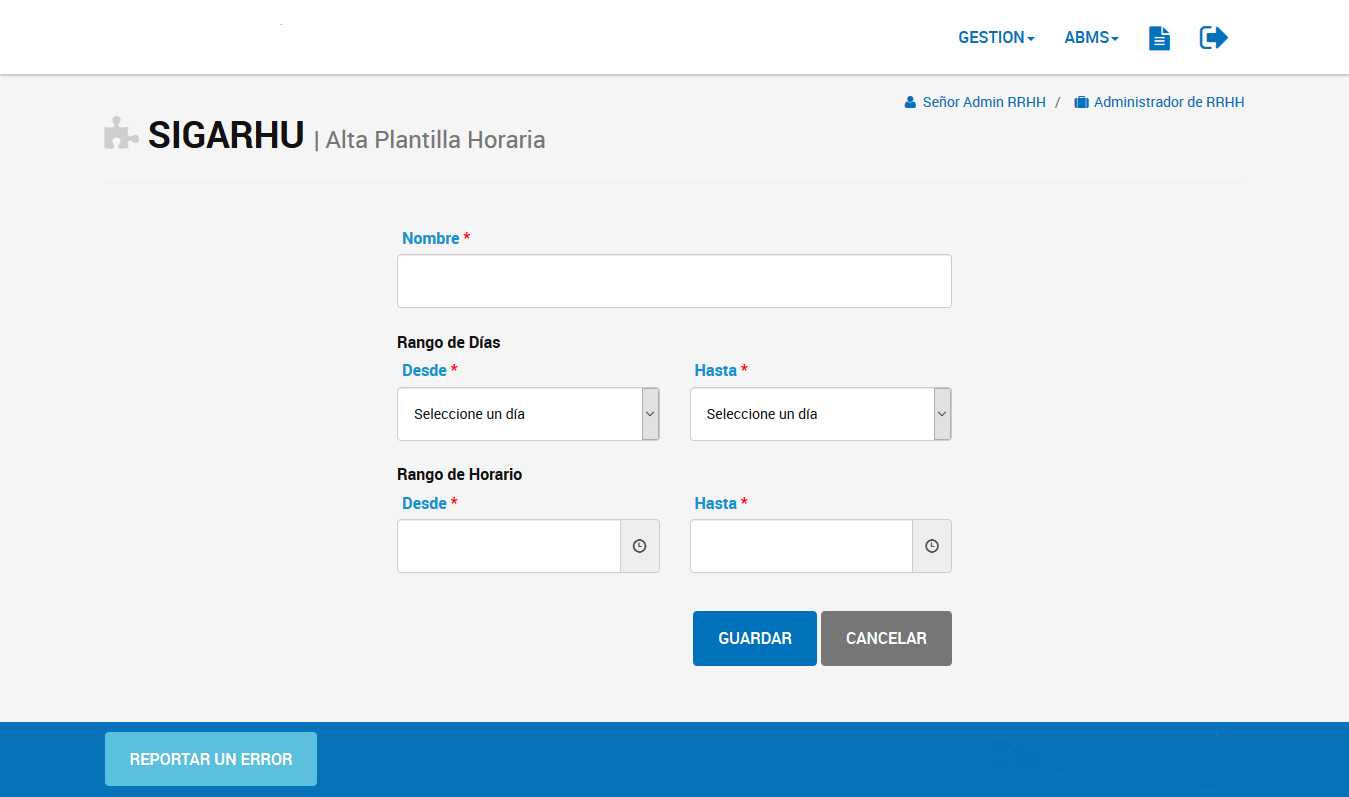 GESTION ABMS
Señor Admin RRHH / Administrador de RRHH
SIGARHU | Alta Plantilla Horaria
Nombre *
Rango de Días
Desde * Hasta *
Seleccione un día Seleccione un día
Rango de Horario
Desde * Hasta *
GUARDAR CANCELAR
REPORTAR UN ERROR